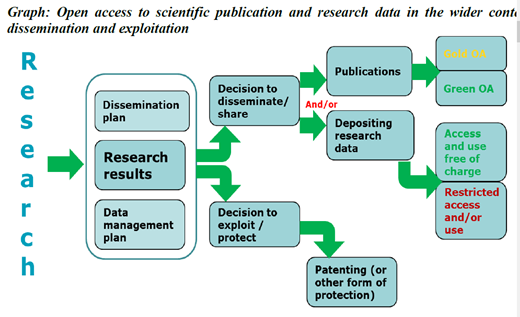 Graph: Open access to scientific publication and research data in the wider conte
dissemination and exploitation
Research
Dissemination
plan
Research
results
Data
management
plan
Decision to
disseminate/
share
And/or
Decision to
exploit /
protect
Publications
Depositing
research
data
Patenting (or
other form of
protection)
Gold OA
Green OA
Access
and use
free of
charge
Restricted
access
and/or
use